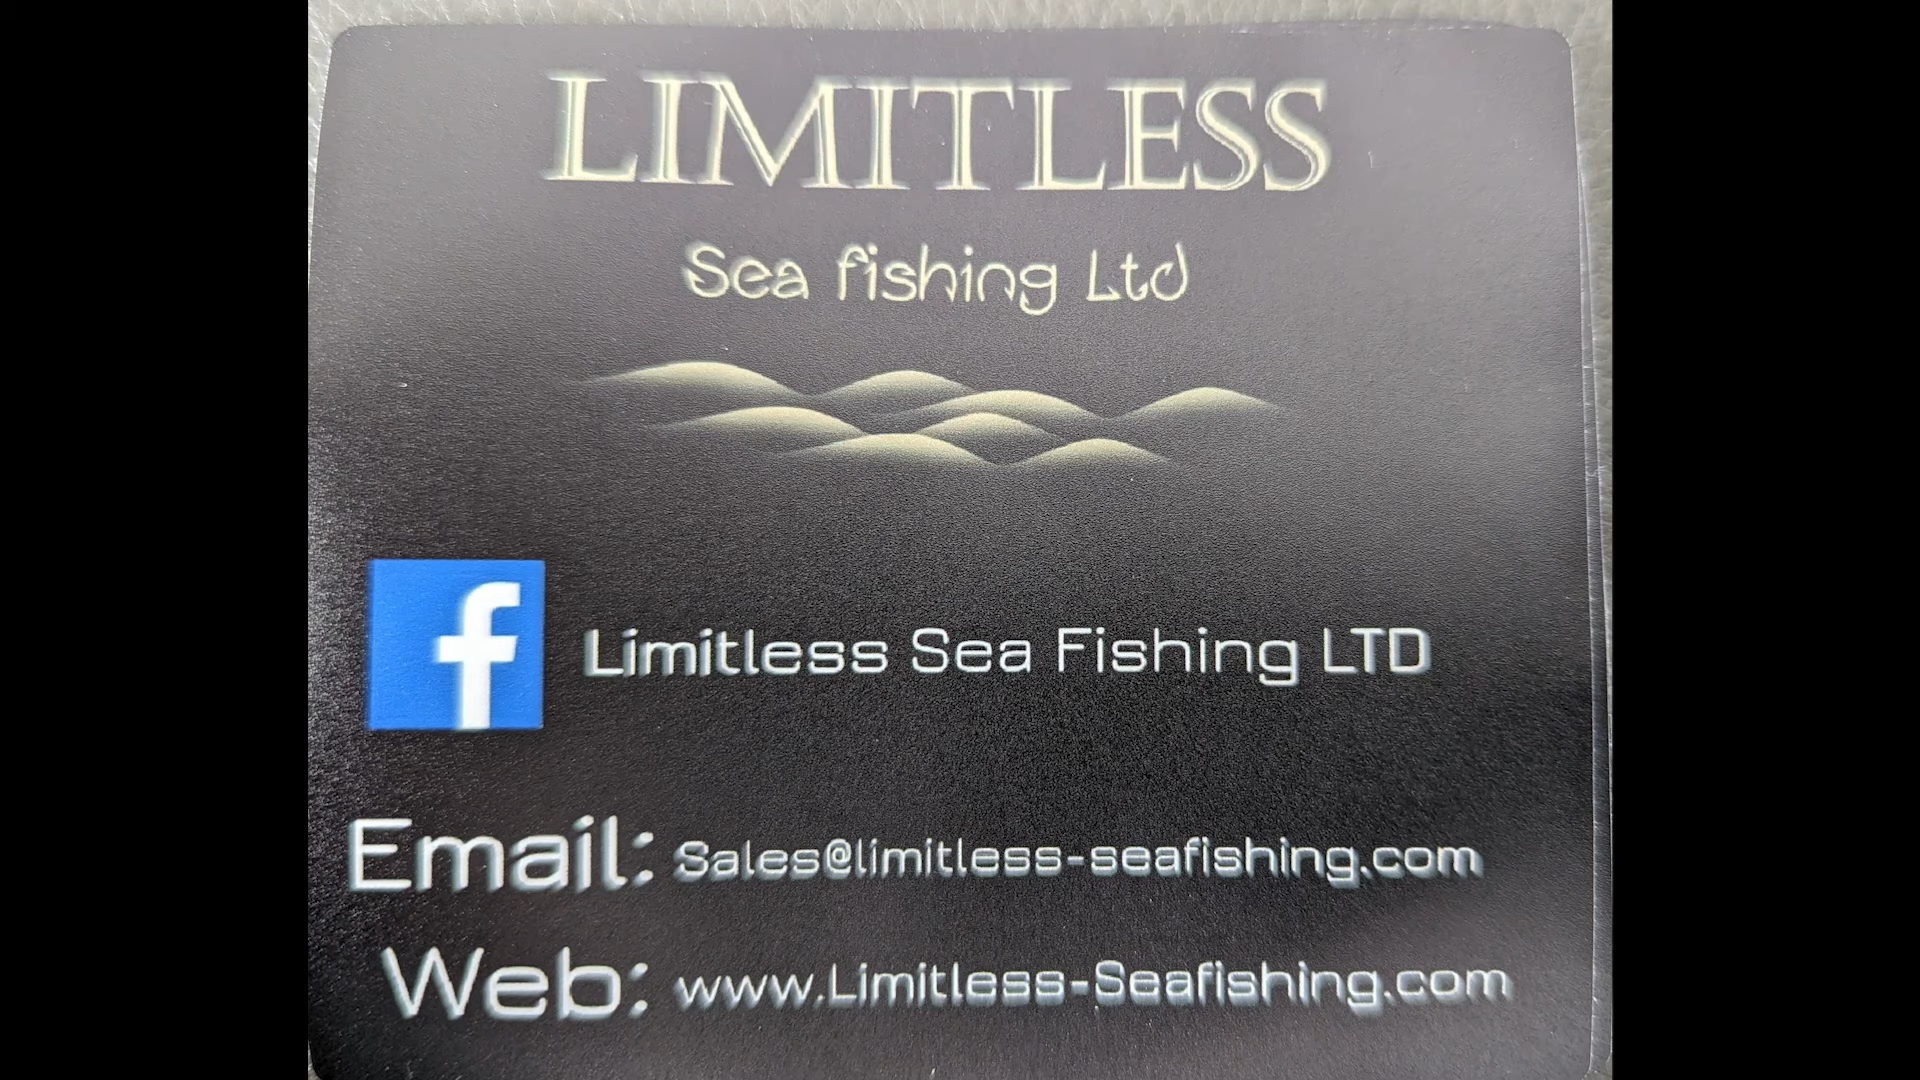 LIMITLESS
Sea fishing Ltd
f Limitless Sea Fishing LTD
Email: Sales@limitless-seafishing.com
Web: www.Limitless-Seafishing.com